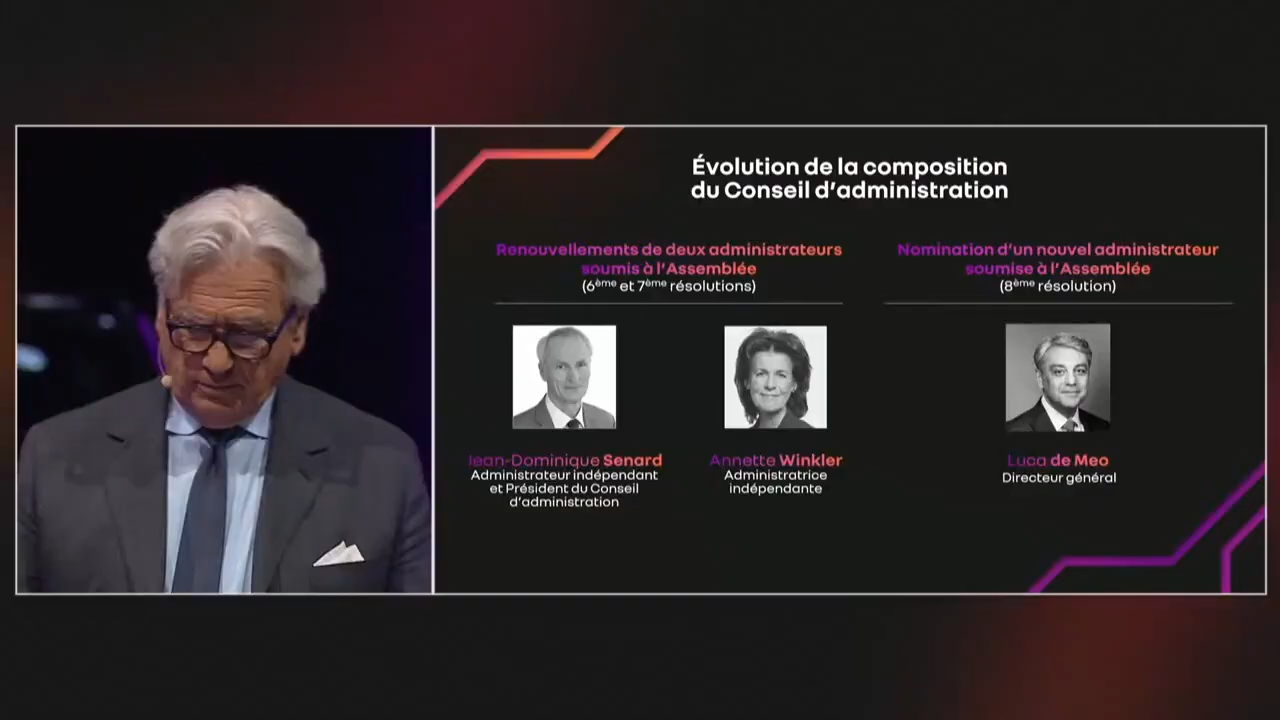 Évolution de la composition
du Conseil d'administration
Renouvellements de deux administrateurs
soumis à l'Assemblée
(6ème et 7ème résolutions)
Nomination d'un nouvel administrateur
soumise à l'Assemblée
(8ème résolution)
Jean-Dominique Senard
Administrateur indépendant
et Président du Conseil
d'administration
Annette Winkler
Administratrice
indépendante
Luca de Meo
Directeur général